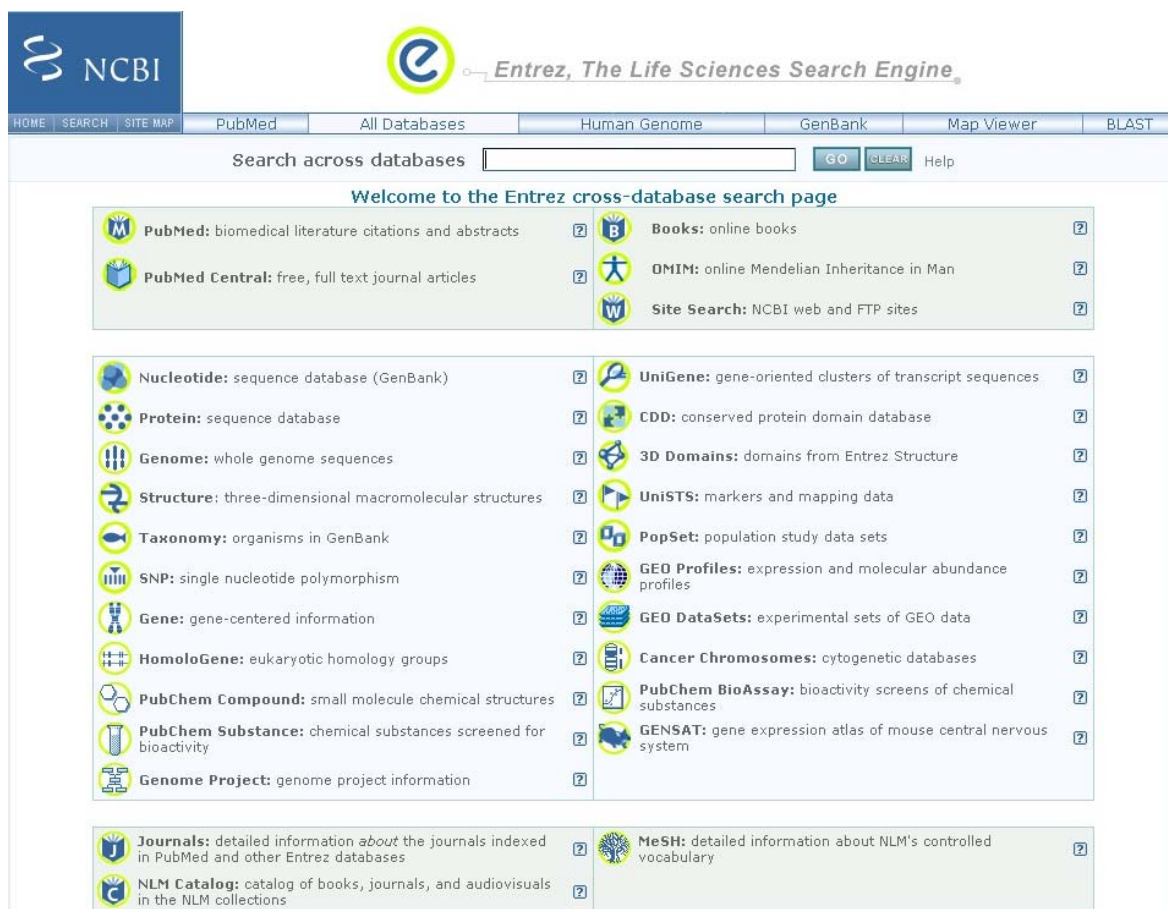 NCBI
Entrez, The Life Sciences Search Engine
HOME SEARCH SITE MAP PubMed All Databases Human Genome GenBank Map Viewer BLAST
Search across databases GO CLEAR Help
Welcome to the Entrez cross-database search page
PubMed: biomedical literature citations and abstracts ?
PubMed Central: free, full text journal articles ?
Books: online books ?
OMIM: online Mendelian Inheritance in Man ?
Site Search: NCBI web and FTP sites ?
Nucleotide: sequence database (GenBank) ?
Protein: sequence database ?
Genome: whole genome sequences ?
Structure: three-dimensional macromolecular structures ?
Taxonomy: organisms in GenBank ?
SNP: single nucleotide polymorphism ?
Gene: gene-centered information ?
HomoloGene: eukaryotic homology groups ?
PubChem Compound: small molecule chemical structures ?
PubChem Substance: chemical substances screened for
bioactivity ?
Genome Project: genome project information ?
UniGene: gene-oriented clusters of transcript sequences ?
CDD: conserved protein domain database ?
3D Domains: domains from Entrez Structure ?
UniSTS: markers and mapping data ?
PopSet: population study data sets ?
GEO Profiles: expression and molecular abundance
profiles ?
GEO DataSets: experimental sets of GEO data ?
Cancer Chromosomes: cytogenetic databases ?
PubChem BioAssay: bioactivity screens of chemical
substances ?
GENSAT: gene expression atlas of mouse central nervous
system ?
Journals: detailed information about the journals indexed
in PubMed and other Entrez databases ?
NLM Catalog: catalog of books, journals, and audiovisuals
in the NLM collections ?
MeSH: detailed information about NLM's controlled
vocabulary ?